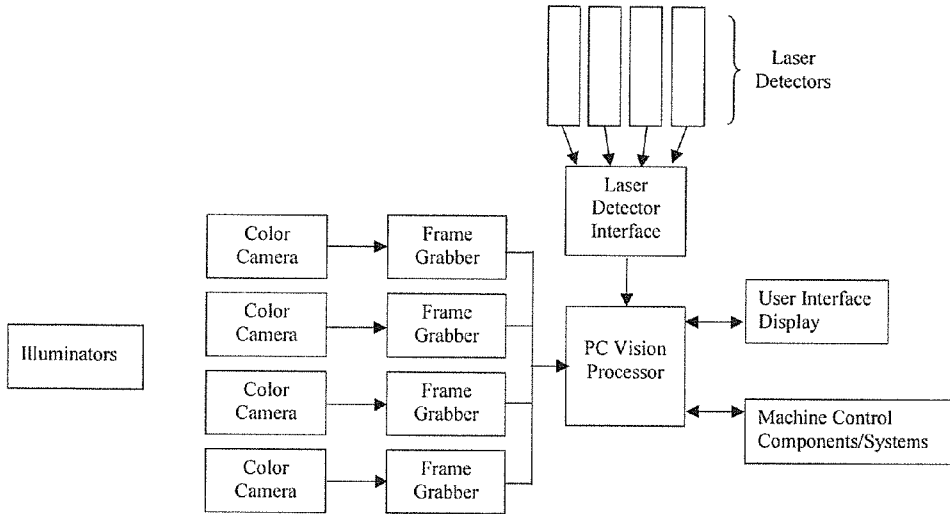 Laser
Detectors
Laser
Detector
Interface
Color
Camera
Frame
Grabber
Color
Camera
Frame
Grabber
User Interface
Display
Illuminators
PC Vision
Processor
Color
Camera
Frame
Grabber
Machine Control
Components/Systems
Color
Camera
Frame
Grabber